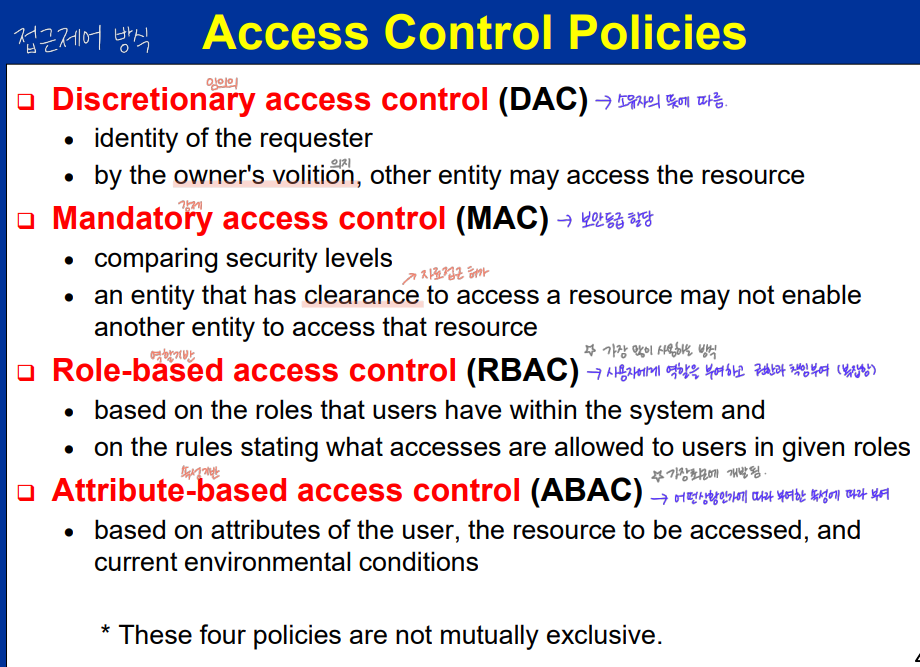 접근제어 방식 Access Control Policies
임의의
❑ Discretionary access control (DAC) → 소유자의 뜻에 따름.
• identity of the requester
의지
• by the owner's volition, other entity may access the resource
강제
❑ Mandatory access control (MAC) → 보안등급 할당
• comparing security levels
↗ 자료접근 허가
• an entity that has clearance to access a resource may not enable
another entity to access that resource
역할기반 ☆ 가장 많이 사용하는 방식
❑ Role-based access control (RBAC) → 사용자에게 역할을 부여하고 권한과 책임부여 (복잡함)
• based on the roles that users have within the system and
• on the rules stating what accesses are allowed to users in given roles
속성기반 ☆ 가장최근에 개발됨.
❑ Attribute-based access control (ABAC) → 어떤상황인가에 따라 부여한 속성에 따라 부여
• based on attributes of the user, the resource to be accessed, and
current environmental conditions
* These four policies are not mutually exclusive.